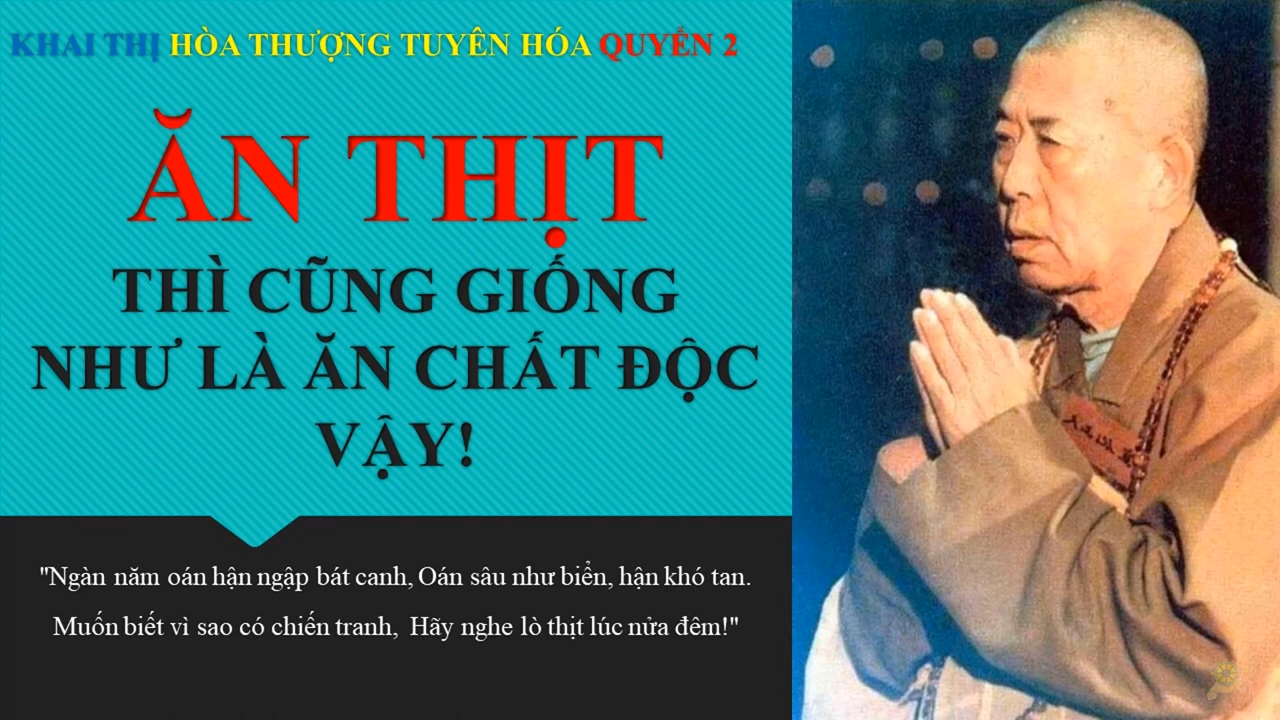 KHAI THỊ HÒA THƯỢNG TUYÊN HÓA QUYỂN 2
ĂN THỊT
THÌ CŨNG GIỐNG
NHƯ LÀ ĂN CHẤT ĐỘC
VẬY!
"Ngàn năm oán hận ngập bát canh, Oán sâu như biển, hận khó tan.
Muốn biết vì sao có chiến tranh, Hãy nghe lò thịt lúc nửa đêm!"